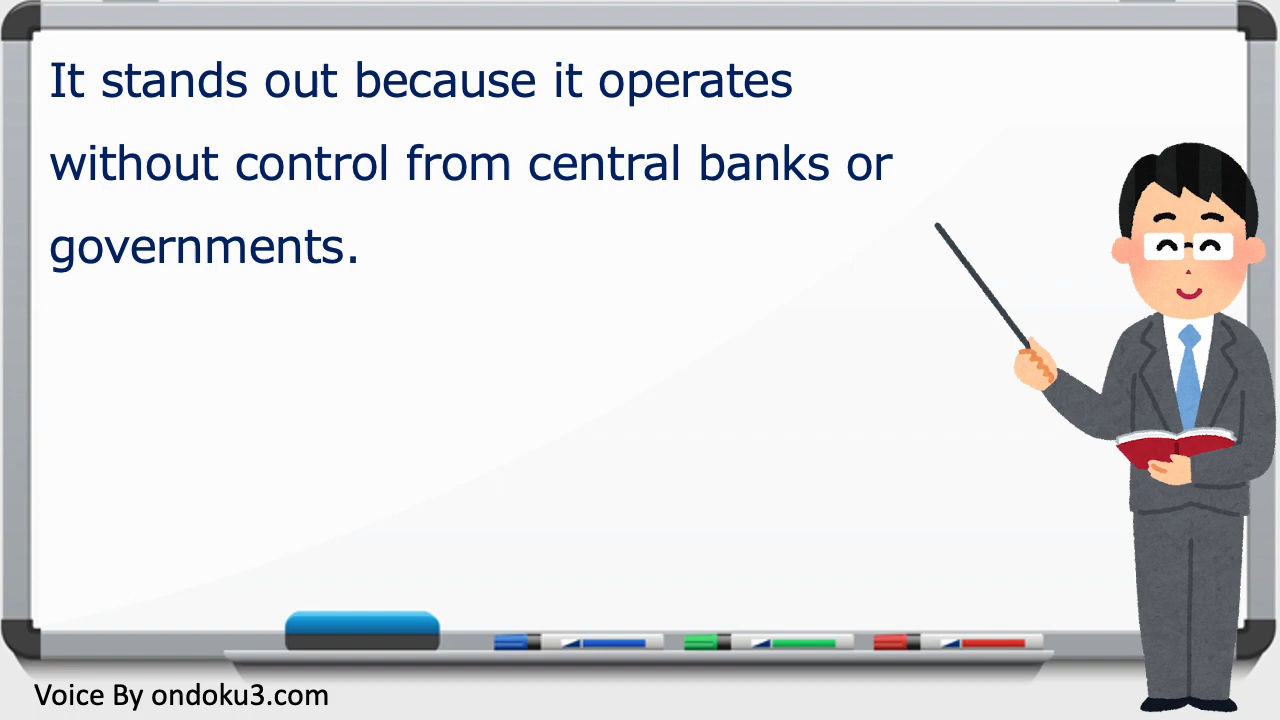 It stands out because it operates
without control from central banks or
governments.
Voice By ondoku3.com